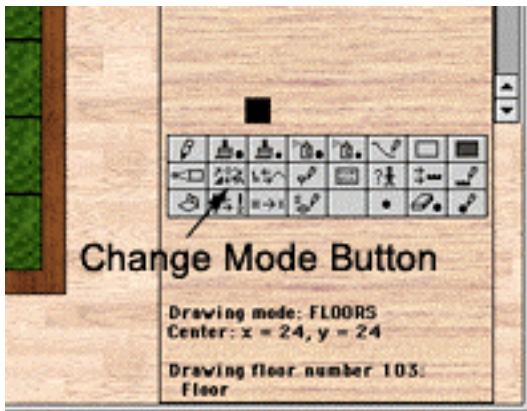 Change Mode Button
Drawing mode: FLOORS
Center: x = 24, y = 24
Drawing floor number 103:
Floor